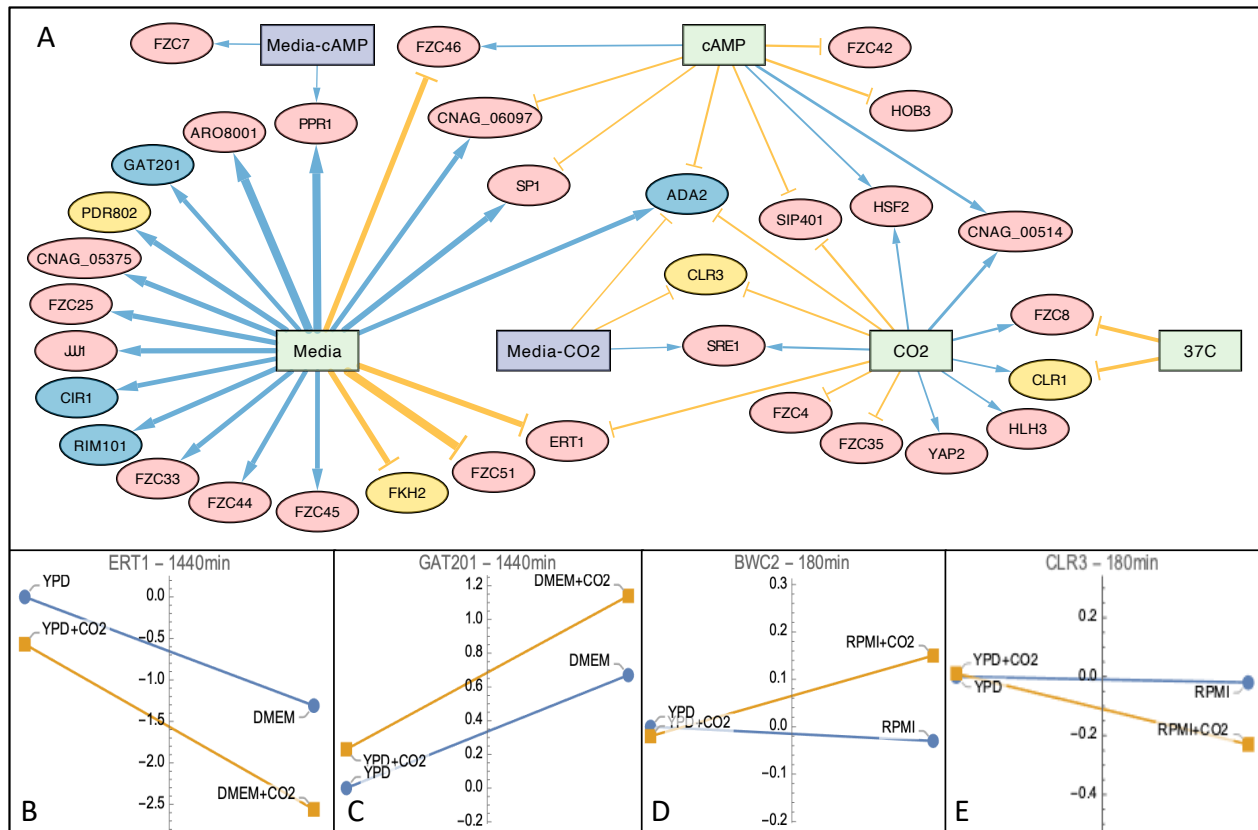 A
FZC7
Media-cAMP
FZC46
cAMP
FZC42
HOB3
ARO8001
PPR1
CNAG_06097
GAT201
SP1
ADA2
SIP401
HSF2
CNAG_00514
PDR802
CNAG_05375
CLR3
FZC25
FZC8
JJJ1
Media
Media-CO2
SRE1
CO2
37C
CLR1
CIR1
FZC4
HLH3
RIM101
ERT1
FZC35
YAP2
FZC33
FZC51
FKH2
FZC44
FZC45
ERT1 – 1440min
YPD
0.0
YPD+CO2
−0.5
−1.0
DMEM
−1.5
−2.0
DMEM+CO2
−2.5
B
GAT201 – 1440min
1.2
DMEM+CO2
1.0
0.8
DMEM
0.6
0.4
YPD+CO2
0.2
YPD
0.0
−0.2
C
BWC2 – 180min
0.3
0.2
RPMI+CO2
0.1
YPD
YPD+CO2
0.0
RPMI
−0.1
−0.2
D
CLR3 – 180min
0.2
YPD+CO2
0.0
YPD
RPMI
−0.2
RPMI+CO2
−0.4
E